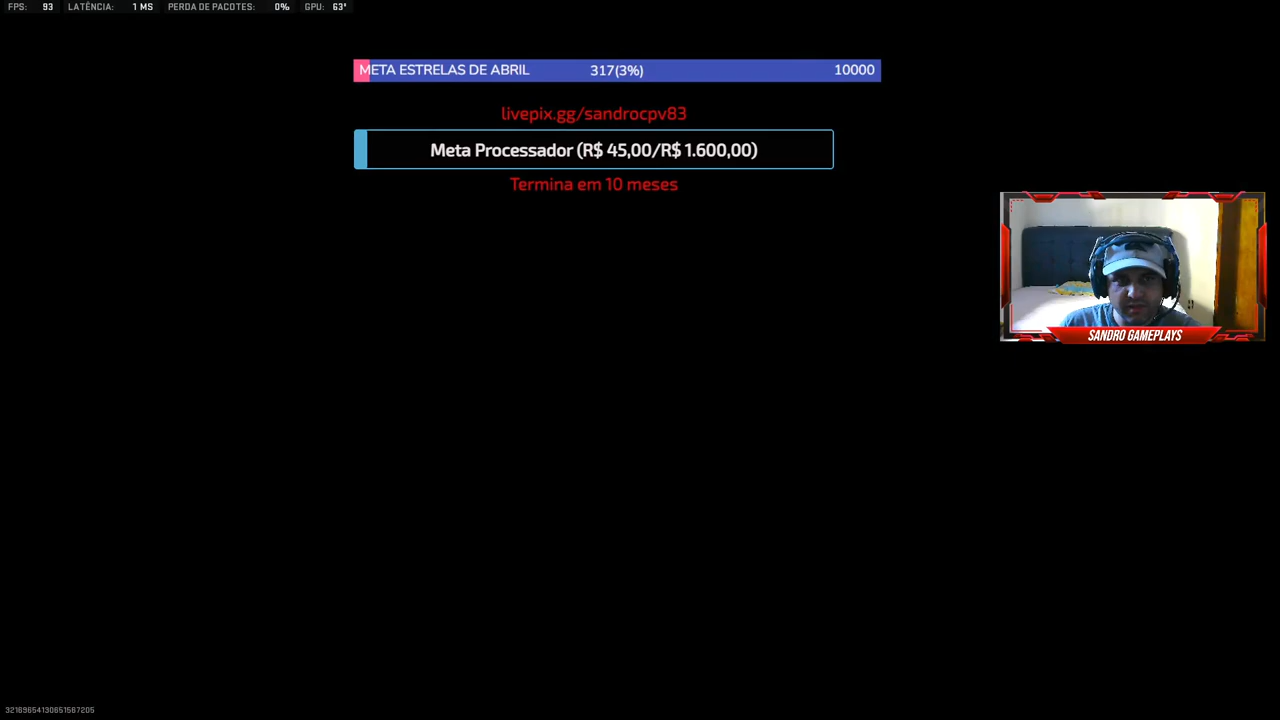 FPS: 93 LATÊNCIA: 1 MS PERDA DE PACOTES: 0% GPU: 63°
META ESTRELAS DE ABRIL 317(3%) 10000
livepix.gg/sandrocpv83
Meta Processador (R$ 45,00/R$ 1.600,00)
Termina em 10 meses
SANDRO GAMEPLAYS
32169654130651587205